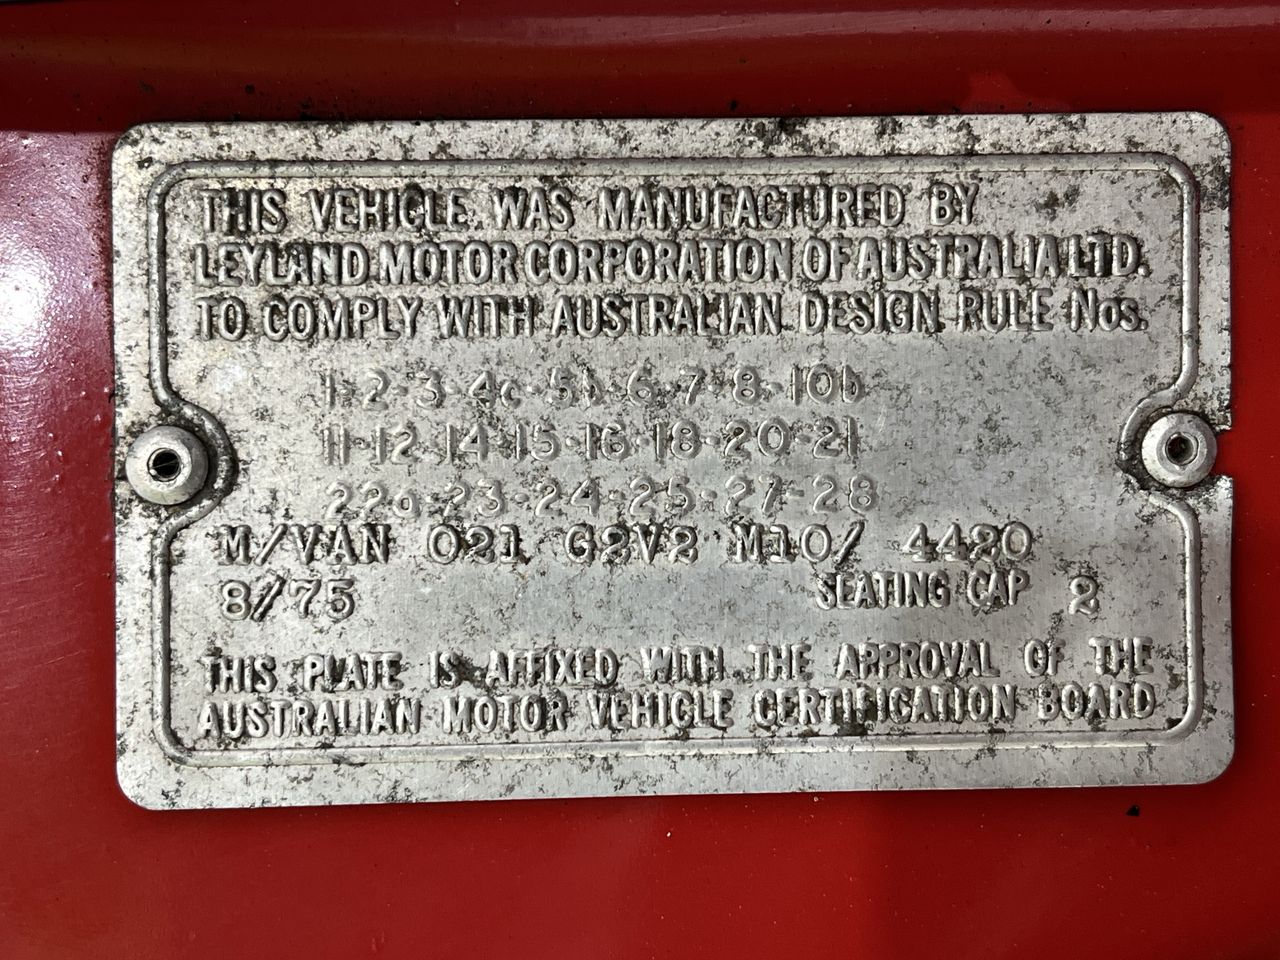 THIS VEHICLE WAS MANUFACTURED BY
LEYLAND MOTOR CORPORATION OF AUSTRALIA LTD.
TO COMPLY WITH AUSTRALIAN DESIGN RULE Nos.
1-2-3-4c-5b-6-7-8-10b
11-12-14-15-16-18-20-21
22a-23-24-25-27-28
M/VAN 021 G2V2 M10/ 4420
8/75 SEATING CAP 2
THIS PLATE IS AFFIXED WITH THE APPROVAL OF THE
AUSTRALIAN MOTOR VEHICLE CERTIFICATION BOARD